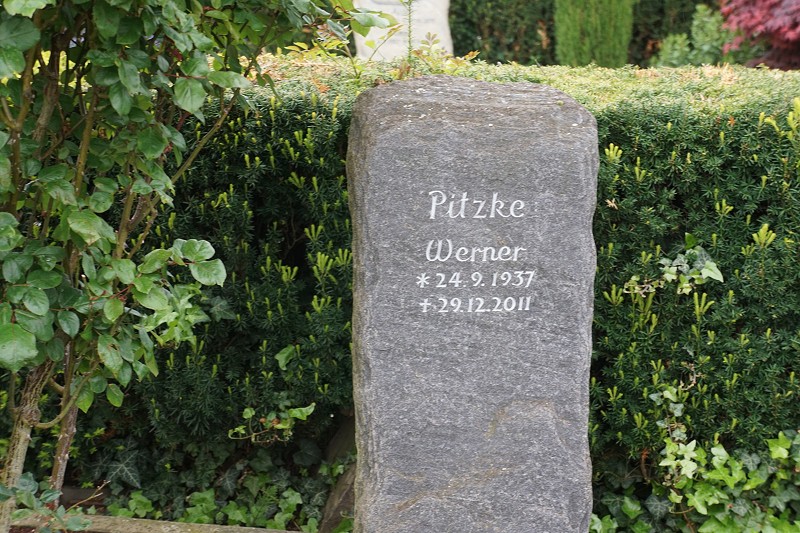 Pitzke
Werner
* 24. 9. 1937
† 29.12.2011